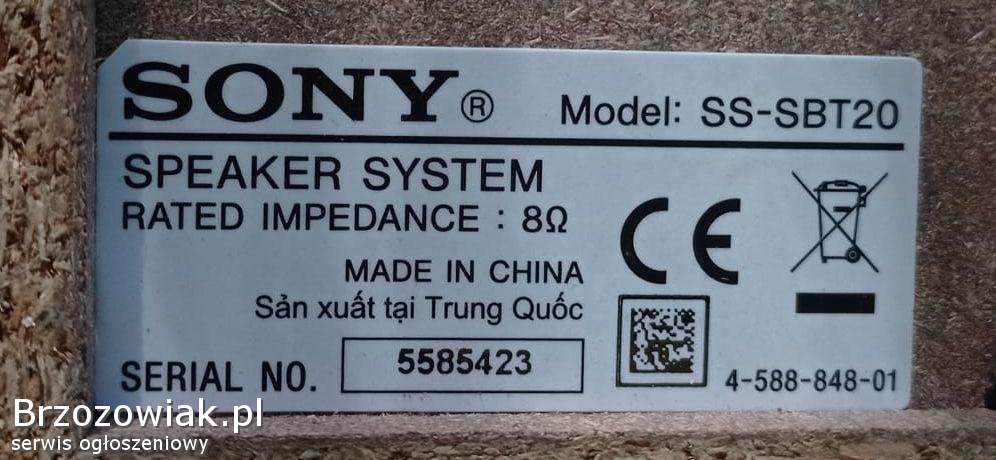 SONY® Model: SS-SBT20
SPEAKER SYSTEM
RATED IMPEDANCE : 8Ω
CE
MADE IN CHINA
Sản xuất tại Trung Quốc
SERIAL NO. 5585423
4-588-848-01
Brzozowiak.pl
serwis ogłoszeniowy